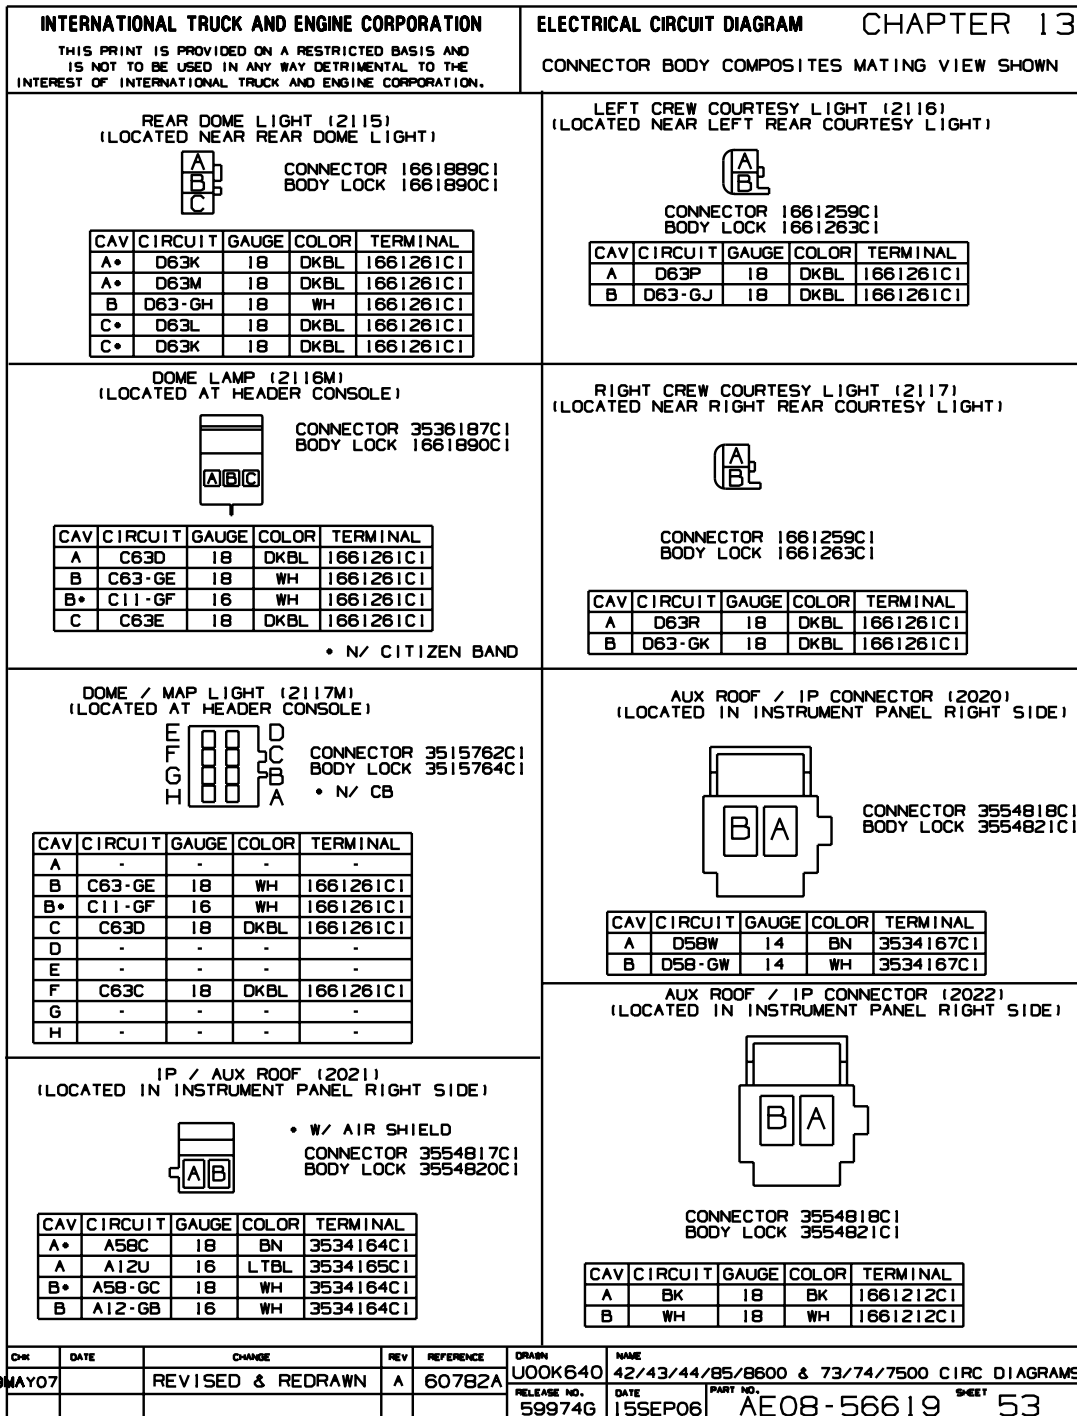 INTERNATIONAL TRUCK AND ENGINE CORPORATION
THIS PRINT IS PROVIDED ON A RESTRICTED BASIS AND
IS NOT TO BE USED IN ANY WAY DETRIMENTAL TO THE
INTEREST OF INTERNATIONAL TRUCK AND ENGINE CORPORATION.
ELECTRICAL CIRCUIT DIAGRAM CHAPTER 13
CONNECTOR BODY COMPOSITES MATING VIEW SHOWN
REAR DOME LIGHT (2115)
(LOCATED NEAR REAR DOME LIGHT)
A
B
C
CONNECTOR 1661889C1
BODY LOCK 1661890C1
CAV CIRCUIT GAUGE COLOR TERMINAL
A• D63K 18 DKBL 1661261C1
A• D63M 18 DKBL 1661261C1
B D63-GH 18 WH 1661261C1
C• D63L 18 DKBL 1661261C1
C• D63K 18 DKBL 1661261C1
DOME LAMP (2116M)
(LOCATED AT HEADER CONSOLE)
CONNECTOR 3536187C1
BODY LOCK 1661890C1
A B C
CAV CIRCUIT GAUGE COLOR TERMINAL
A C63D 18 DKBL 1661261C1
B C63-GE 18 WH 1661261C1
B• C11-GF 16 WH 1661261C1
C C63E 18 DKBL 1661261C1
• N/ CITIZEN BAND
DOME / MAP LIGHT (2117M)
(LOCATED AT HEADER CONSOLE)
E D
F C
G B
H A
CONNECTOR 3515762C1
BODY LOCK 3515764C1
• N/ CB
CAV CIRCUIT GAUGE COLOR TERMINAL
A - - - -
B C63-GE 18 WH 1661261C1
B• C11-GF 16 WH 1661261C1
C C63D 18 DKBL 1661261C1
D - - - -
E - - - -
F C63C 18 DKBL 1661261C1
G - - - -
H - - - -
IP / AUX ROOF (2021)
(LOCATED IN INSTRUMENT PANEL RIGHT SIDE)
• W/ AIR SHIELD
CONNECTOR 3554817C1
BODY LOCK 3554820C1
A B
CAV CIRCUIT GAUGE COLOR TERMINAL
A• A58C 18 BN 3534164C1
A A12U 16 LTBL 3534165C1
B• A58-GC 18 WH 3534164C1
B A12-GB 16 WH 3534164C1
LEFT CREW COURTESY LIGHT (2116)
(LOCATED NEAR LEFT REAR COURTESY LIGHT)
A
B
CONNECTOR 1661259C1
BODY LOCK 1661263C1
CAV CIRCUIT GAUGE COLOR TERMINAL
A D63P 18 DKBL 1661261C1
B D63-GJ 18 DKBL 1661261C1
RIGHT CREW COURTESY LIGHT (2117)
(LOCATED NEAR RIGHT REAR COURTESY LIGHT)
A
B
CONNECTOR 1661259C1
BODY LOCK 1661263C1
CAV CIRCUIT GAUGE COLOR TERMINAL
A D63R 18 DKBL 1661261C1
B D63-GK 18 DKBL 1661261C1
AUX ROOF / IP CONNECTOR (2020)
(LOCATED IN INSTRUMENT PANEL RIGHT SIDE)
B A
CONNECTOR 3554818C1
BODY LOCK 3554821C1
CAV CIRCUIT GAUGE COLOR TERMINAL
A D58W 14 BN 3534167C1
B D58-GW 14 WH 3534167C1
AUX ROOF / IP CONNECTOR (2022)
(LOCATED IN INSTRUMENT PANEL RIGHT SIDE)
B A
CONNECTOR 3554818C1
BODY LOCK 3554821C1
CAV CIRCUIT GAUGE COLOR TERMINAL
A BK 18 BK 1661212C1
B WH 18 WH 1661212C1
CHK DATE CHANGE REV REFERENCE DRAWN NAME
MAY07 REVISED & REDRAWN A 60782A U00K640 42/43/44/85/8600 & 73/74/7500 CIRC DIAGRAMS
RELEASE NO. DATE PART NO. SHEET
59974G 15SEP06 AE08-56619 53